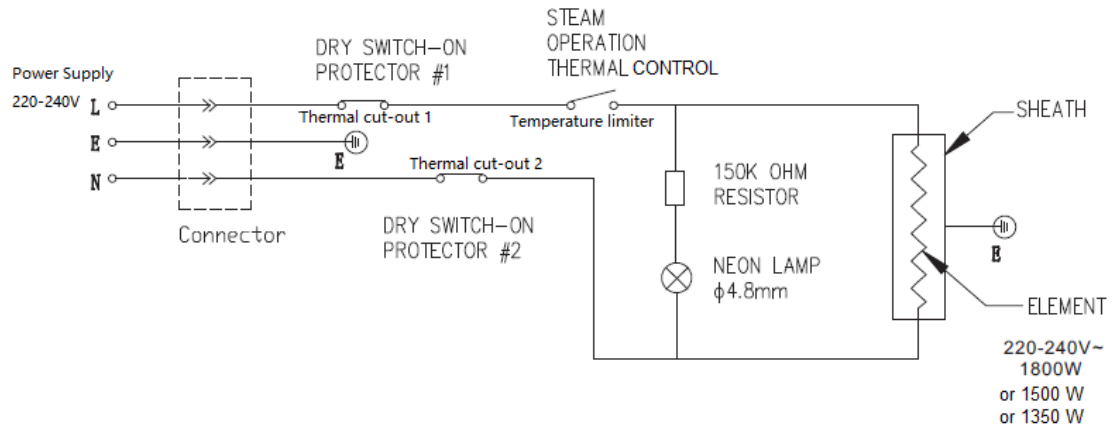 STEAM
OPERATION
THERMAL CONTROL
DRY SWITCH-ON
PROTECTOR #1
Power Supply
220-240V
L
Thermal cut-out 1
Temperature limiter
SHEATH
E
E
Thermal cut-out 2
N
150K OHM
RESISTOR
Connector
DRY SWITCH-ON
PROTECTOR #2
E
NEON LAMP
ϕ4.8mm
ELEMENT
220-240V~
1800W
or 1500 W
or 1350 W